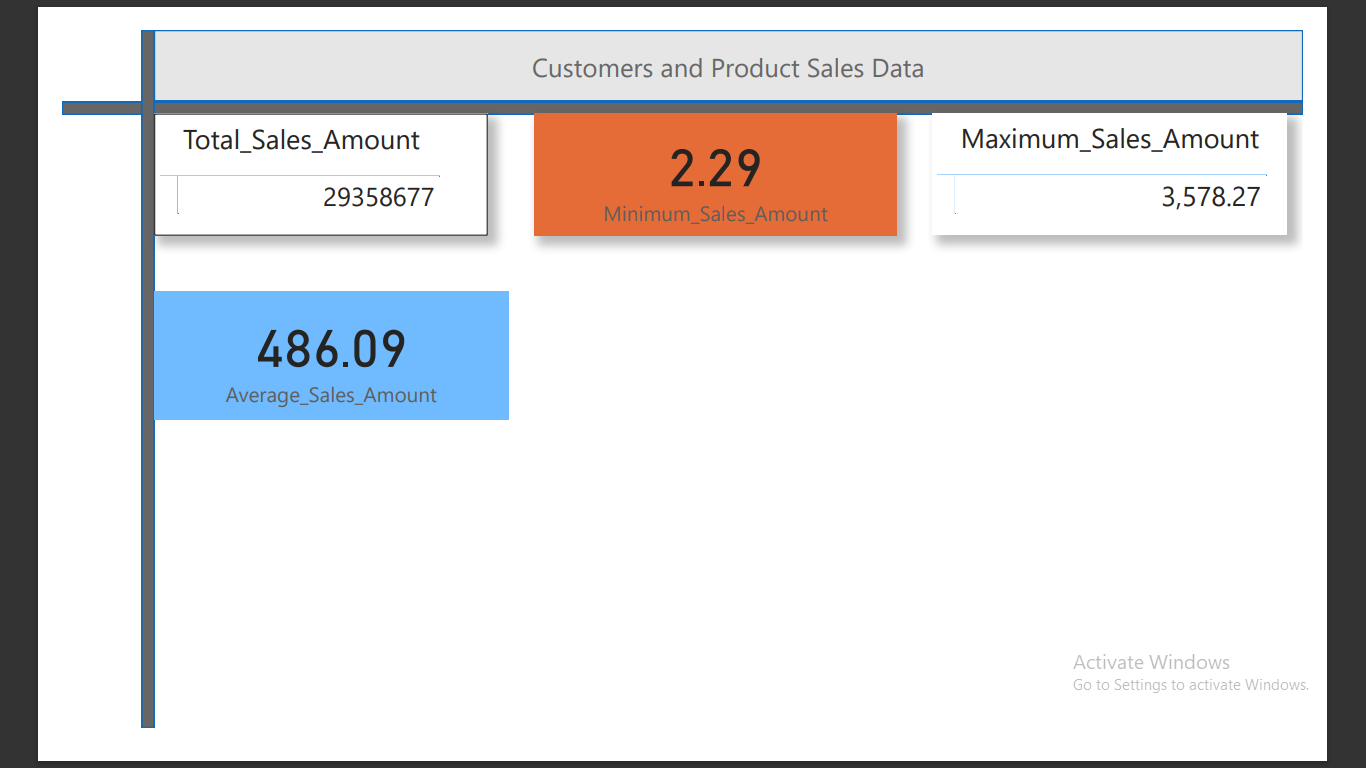 Customers and Product Sales Data
Total_Sales_Amount
29358677
2.29
Minimum_Sales_Amount
Maximum_Sales_Amount
3,578.27
486.09
Average_Sales_Amount
Activate Windows
Go to Settings to activate Windows.